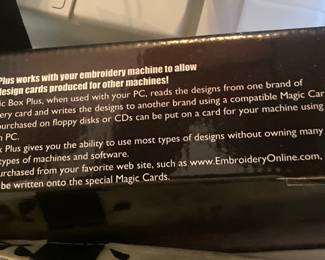 Plus works with your embroidery machine to allow
design cards produced for other machines!
ic Box Plus, when used with your PC, reads the designs from one brand of
ery card and writes the designs to another brand using a compatible Magic Car
urchased on floppy disks or CDs can be put on a card for your machine using
PC.
x Plus gives you the ability to use most types of designs without owning many
types of machines and software.
urchased from your favorite web site, such as www.EmbroideryOnline.com,
be written onto the special Magic Cards.